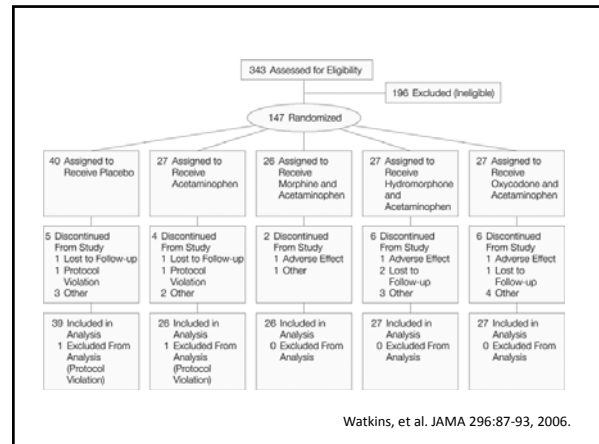 343 Assessed for Eligibility
196 Excluded (Ineligible)
147 Randomized
40 Assigned to
Receive Placebo
27 Assigned to
Receive
Acetaminophen
26 Assigned to
Receive
Morphine and
Acetaminophen
27 Assigned to
Receive
Hydromorphone
and
Acetaminophen
27 Assigned to
Receive
Oxycodone and
Acetaminophen
5 Discontinued
From Study
1 Lost to Follow-up
1 Protocol
Violation
3 Other
4 Discontinued
From Study
1 Lost to Follow-up
1 Protocol
Violation
2 Other
2 Discontinued
From Study
1 Adverse Effect
1 Other
6 Discontinued
From Study
1 Adverse Effect
2 Lost to
Follow-up
3 Other
6 Discontinued
From Study
1 Adverse Effect
1 Lost to
Follow-up
4 Other
39 Included in
Analysis
1 Excluded From
Analysis
(Protocol
Violation)
26 Included in
Analysis
1 Excluded From
Analysis
(Protocol
Violation)
26 Included in
Analysis
0 Excluded From
Analysis
27 Included in
Analysis
0 Excluded From
Analysis
27 Included in
Analysis
0 Excluded From
Analysis
Watkins, et al. JAMA 296:87-93, 2006.